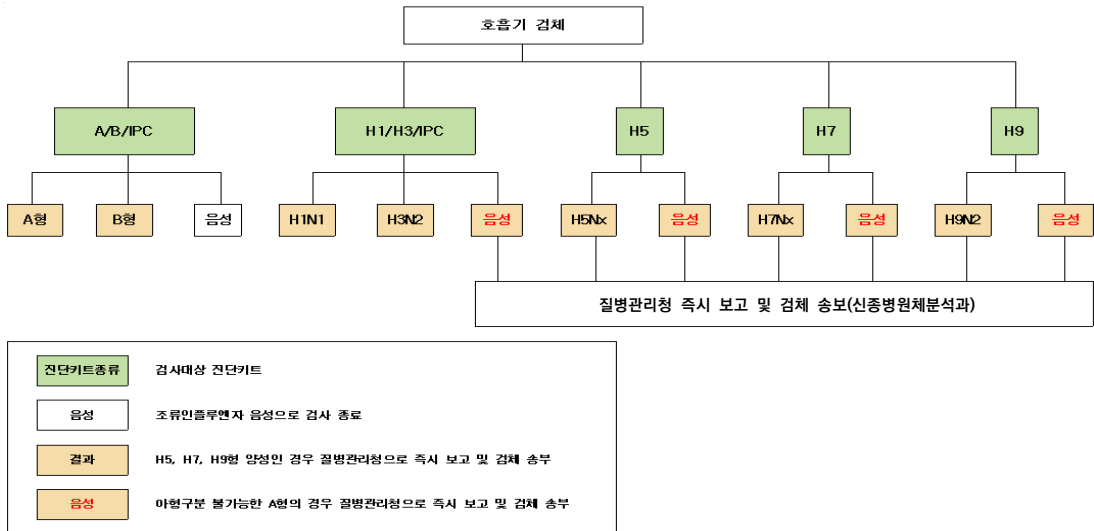 호흡기 검체
A/B/IPC
H1/H3/IPC
H5
H7
H9
A형
B형
음성
H1N1
H3N2
음성
H5Nx
음성
H7Nx
음성
H9N2
음성
질병관리청 즉시 보고 및 검체 송보(신종병원체분석과)
진단키트종류 검사대상 진단키트
음성 조류인플루엔자 음성으로 검사 종료
결과 H5, H7, H9형 양성인 경우 질병관리청으로 즉시 보고 및 검체 송부
음성 아형구분 불가능한 A형의 경우 질병관리청으로 즉시 보고 및 검체 송부